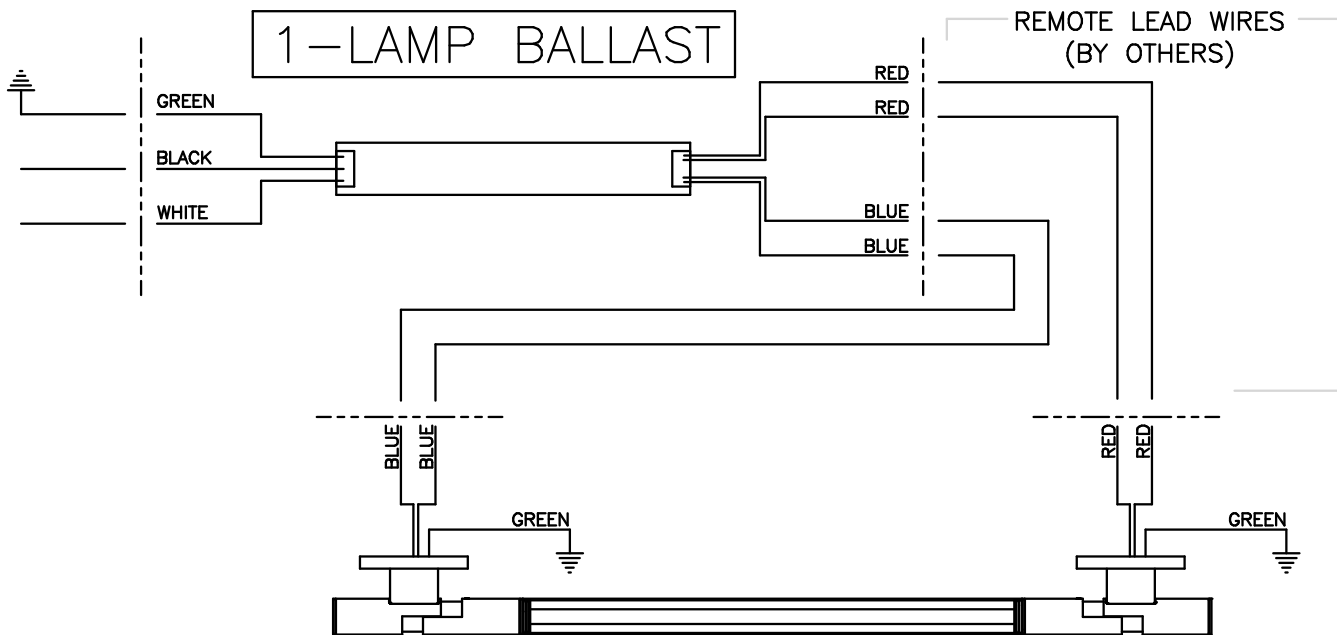 1-LAMP BALLAST
REMOTE LEAD WIRES
(BY OTHERS)
GREEN
BLACK
WHITE
RED
RED
BLUE
BLUE
BLUE
BLUE
RED
RED
GREEN
GREEN